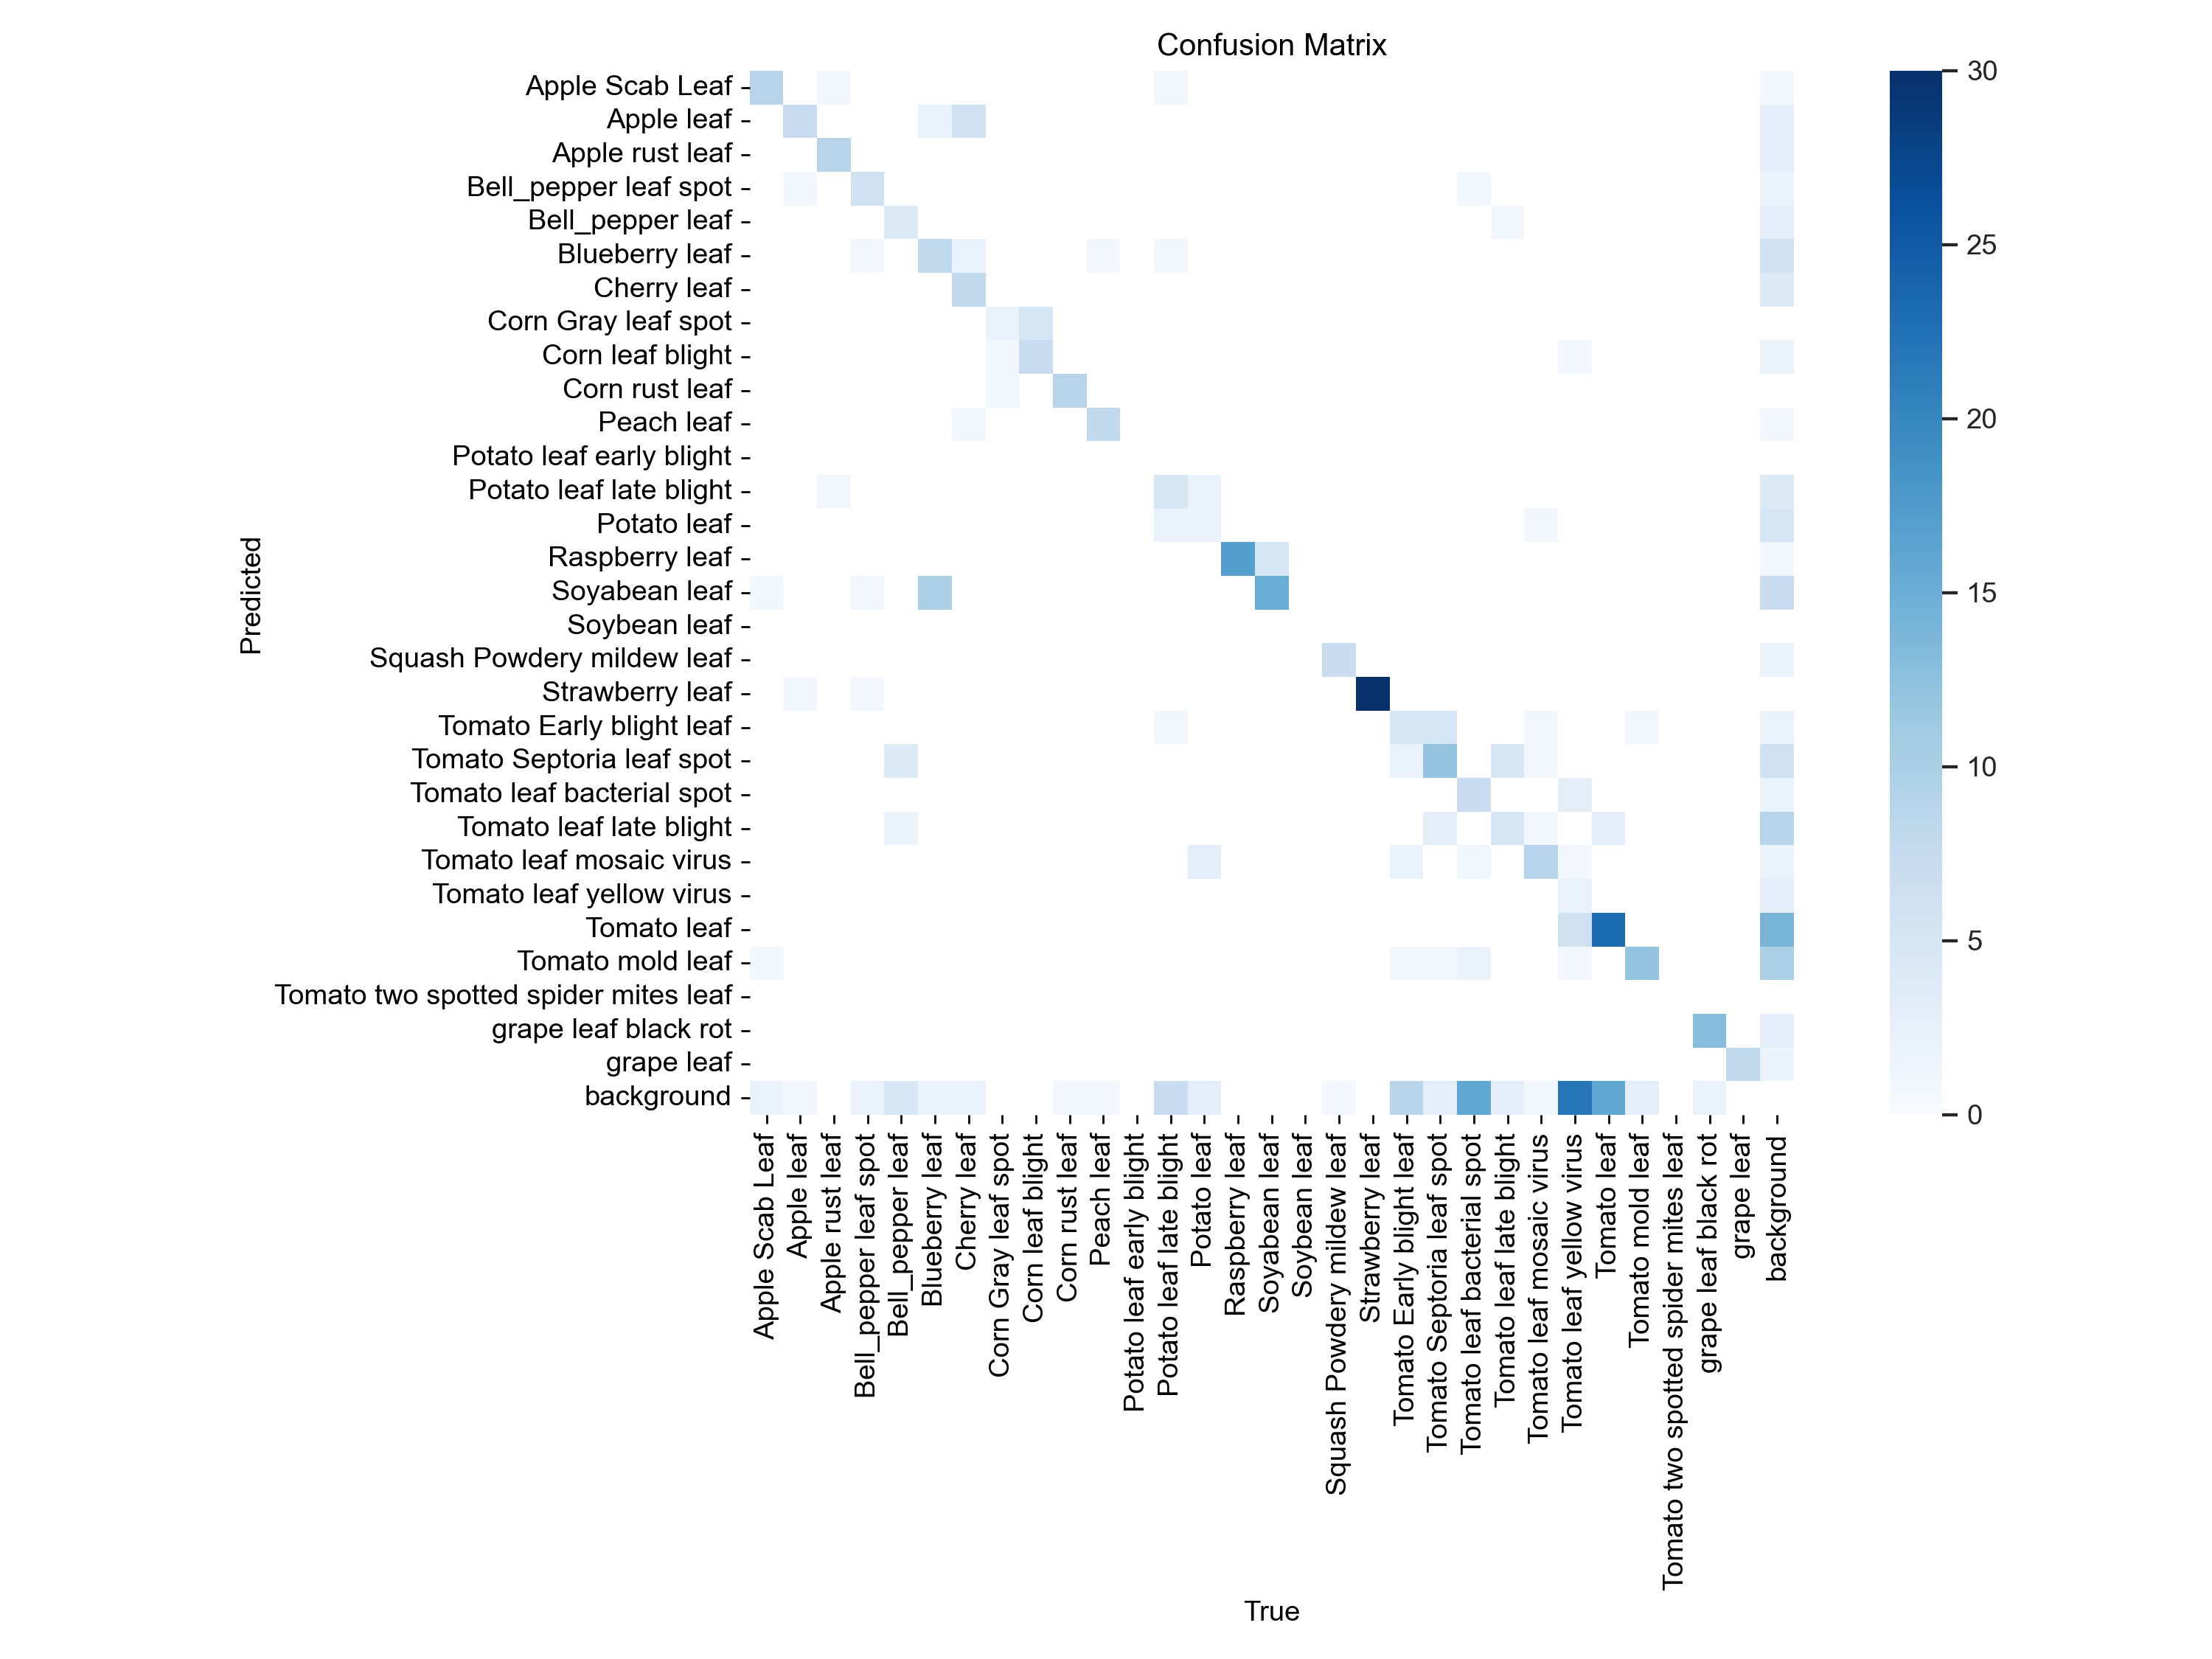 Confusion Matrix
Predicted
Apple Scab Leaf
Apple leaf
Apple rust leaf
Bell_pepper leaf spot
Bell_pepper leaf
Blueberry leaf
Cherry leaf
Corn Gray leaf spot
Corn leaf blight
Corn rust leaf
Peach leaf
Potato leaf early blight
Potato leaf late blight
Potato leaf
Raspberry leaf
Soyabean leaf
Soybean leaf
Squash Powdery mildew leaf
Strawberry leaf
Tomato Early blight leaf
Tomato Septoria leaf spot
Tomato leaf bacterial spot
Tomato leaf late blight
Tomato leaf mosaic virus
Tomato leaf yellow virus
Tomato leaf
Tomato mold leaf
Tomato two spotted spider mites leaf
grape leaf black rot
grape leaf
background
Apple Scab Leaf
Apple leaf
Apple rust leaf
Bell_pepper leaf spot
Bell_pepper leaf
Blueberry leaf
Cherry leaf
Corn Gray leaf spot
Corn leaf blight
Corn rust leaf
Peach leaf
Potato leaf early blight
Potato leaf late blight
Potato leaf
Raspberry leaf
Soyabean leaf
Soybean leaf
Squash Powdery mildew leaf
Strawberry leaf
Tomato Early blight leaf
Tomato Septoria leaf spot
Tomato leaf bacterial spot
Tomato leaf late blight
Tomato leaf mosaic virus
Tomato leaf yellow virus
Tomato leaf
Tomato mold leaf
Tomato two spotted spider mites leaf
grape leaf black rot
grape leaf
background
True
30
25
20
15
10
5
0